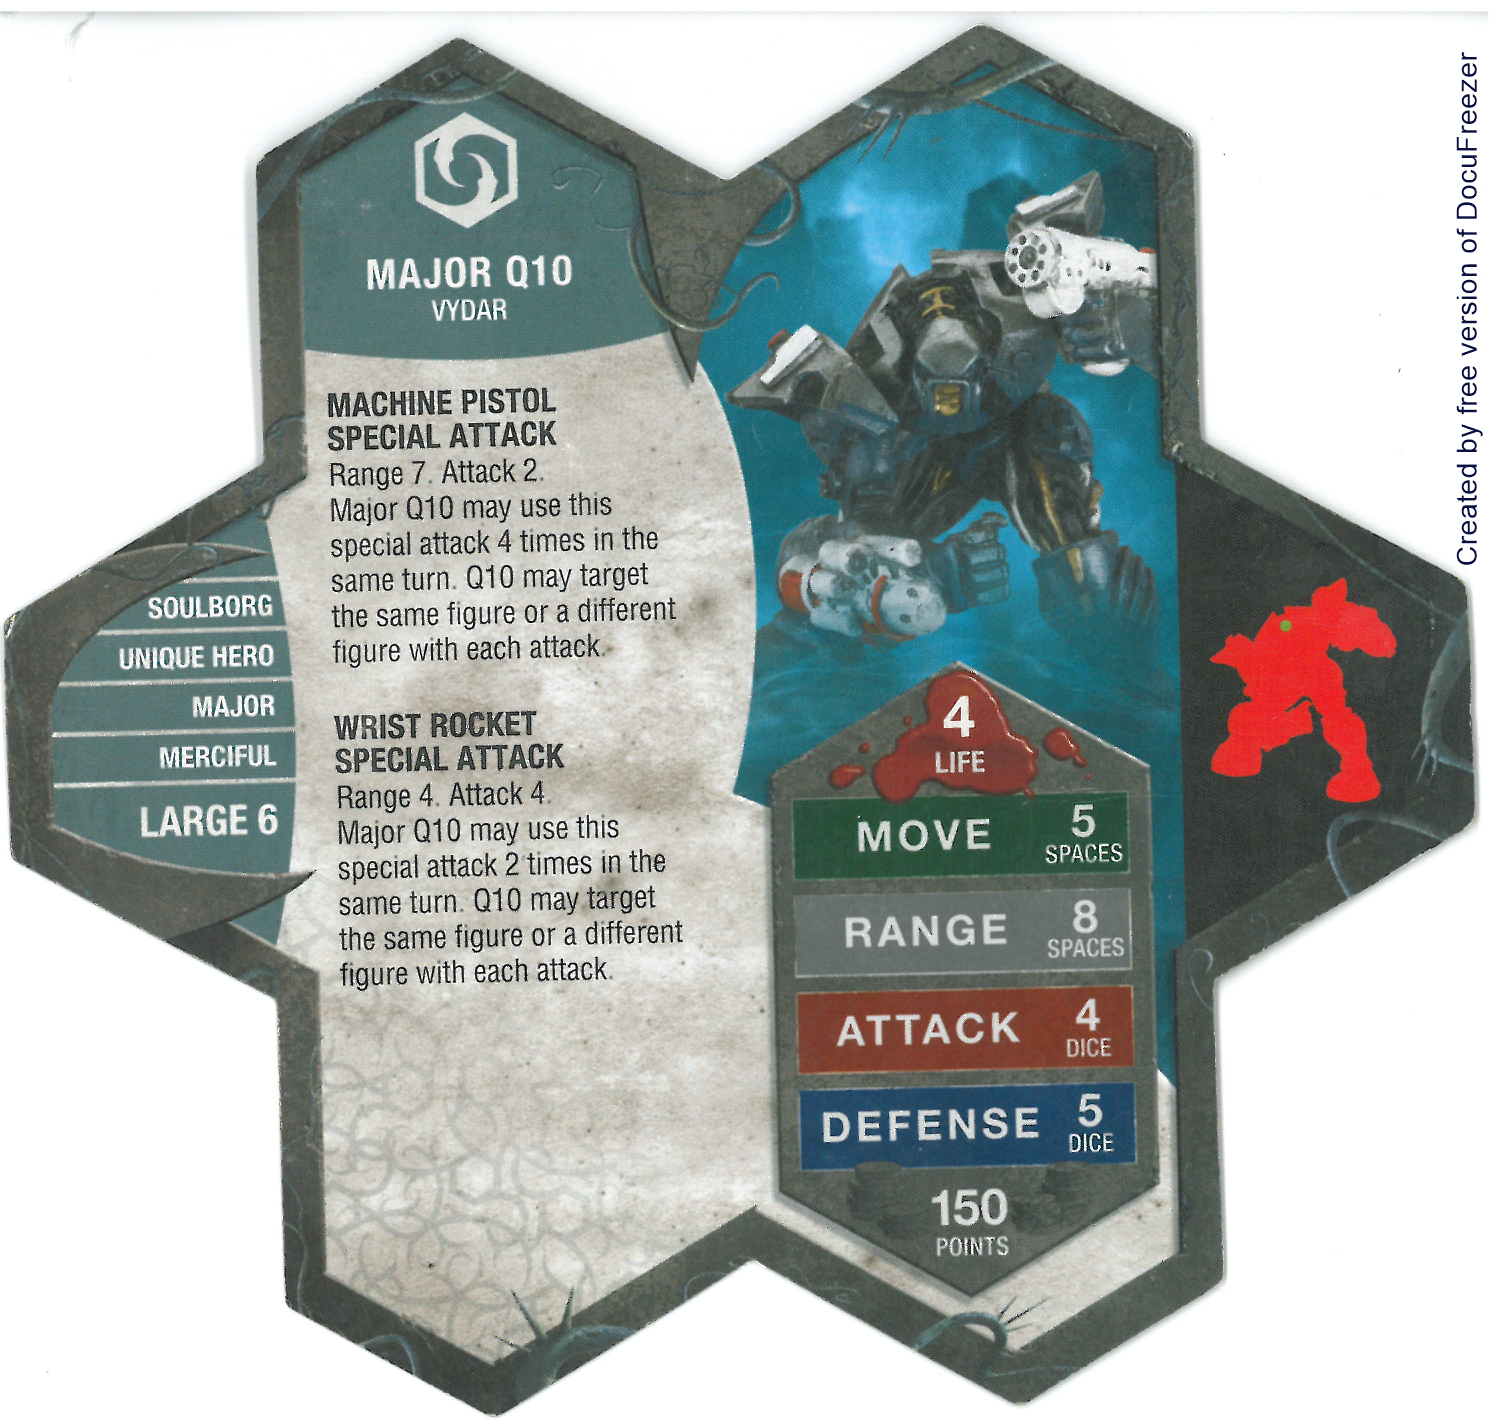 MAJOR Q10
VYDAR
MACHINE PISTOL
SPECIAL ATTACK
Range 7. Attack 2.
Major Q10 may use this
special attack 4 times in the
same turn. Q10 may target
the same figure or a different
figure with each attack.
WRIST ROCKET
SPECIAL ATTACK
Range 4. Attack 4.
Major Q10 may use this
special attack 2 times in the
same turn. Q10 may target
the same figure or a different
figure with each attack.
SOULBORG
UNIQUE HERO
MAJOR
MERCIFUL
LARGE 6
4
LIFE
MOVE 5
SPACES
RANGE 8
SPACES
ATTACK 4
DICE
DEFENSE 5
DICE
150
POINTS
Created by free version of DocuFreezer